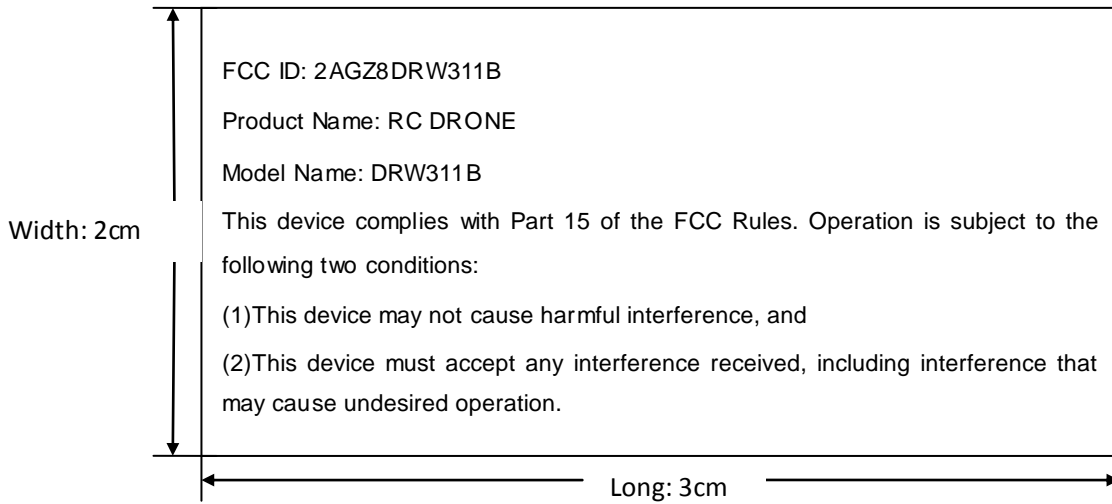 FCC ID: 2AGZ8DRW311B
Product Name: RC DRONE
Model Name: DRW311B
Width: 2cm
This device complies with Part 15 of the FCC Rules. Operation is subject to the
following two conditions:
(1)This device may not cause harmful interference, and
(2)This device must accept any interference received, including interference that
may cause undesired operation.
Long: 3cm